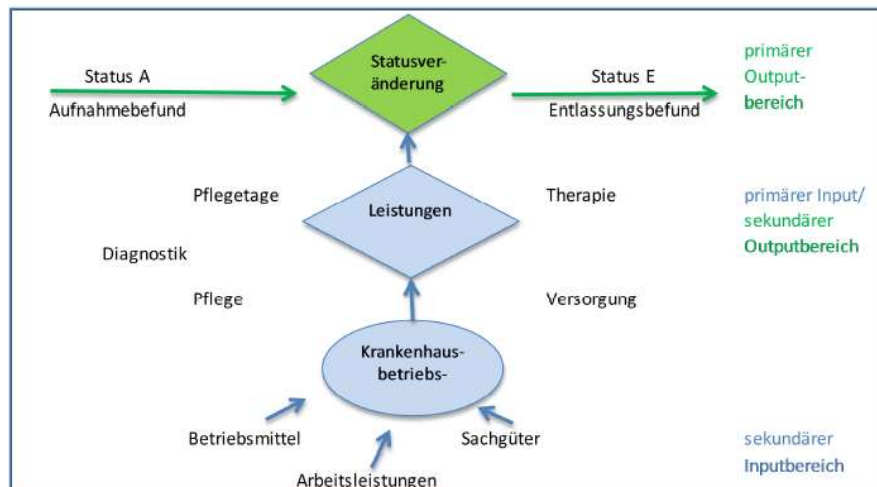 Status A
Aufnahmebefund
Statusver-
änderung
Status E
Entlassungsbefund
primärer
Output-
bereich
Pflegetage
Leistungen
Therapie
primärer Input/
sekundärer
Outputbereich
Diagnostik
Pflege
Versorgung
Krankenhaus-
betriebs-
Betriebsmittel
Sachgüter
Arbeitsleistungen
sekundärer
Inputbereich